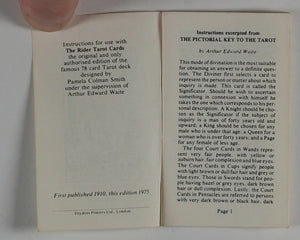 Instructions for use with
The Rider Tarot Cards
the original and only
authorised edition of the
famous 78 card Tarot deck
designed by
Pamela Colman Smith
under the supervision of
Arthur Edward Waite
First published 1910, this edition 1975
Drydens Printers Ltd., London.
Instructions excerpted from
THE PICTORIAL KEY TO THE TAROT
by Arthur Edward Waite
This mode of divination is the most suitable
for obtaining an answer to a definite ques-
tion. The Diviner first selects a card to
represent the person or matter about which
inquiry is made. This card is called the
Significator. Should he wish to ascertain
something in connexion with himself he
takes the one which corresponds to his
personal description. A Knight should be
chosen as the Significator if the subject
of inquiry is a man of forty years old and
upward; a King should be chosen for any
male who is under that age; a Queen for a
woman who is over forty years; and a Page
for any female of less age.
The four Court Cards in Wands repre-
sent very fair people, with yellow or
auburn hair, fair complexion and blue eyes.
The Court Cards in Cups signify people
with light brown or dull fair hair and grey or
blue eyes. Those in Swords stand for people
having hazel or grey eyes, dark brown
hair and dull complexion. Lastly, the Court
Cards in Pentacles are referred to persons
with very dark brown or black hair, dark
Page 1